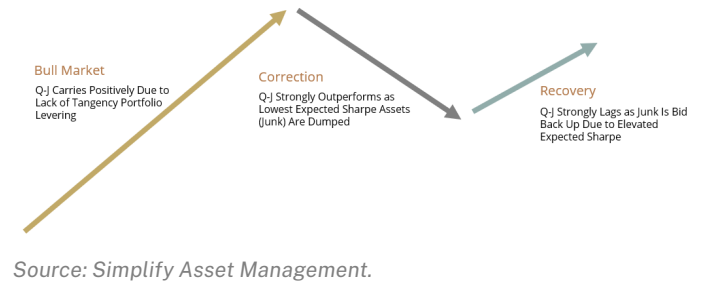 Bull Market
Q-J Carries Positively Due to
Lack of Tangency Portfolio
Levering
Correction
Q-J Strongly Outperforms as
Lowest Expected Sharpe Assets
(Junk) Are Dumped
Recovery
Q-J Strongly Lags as Junk Is Bid
Back Up Due to Elevated
Expected Sharpe
Source: Simplify Asset Management.